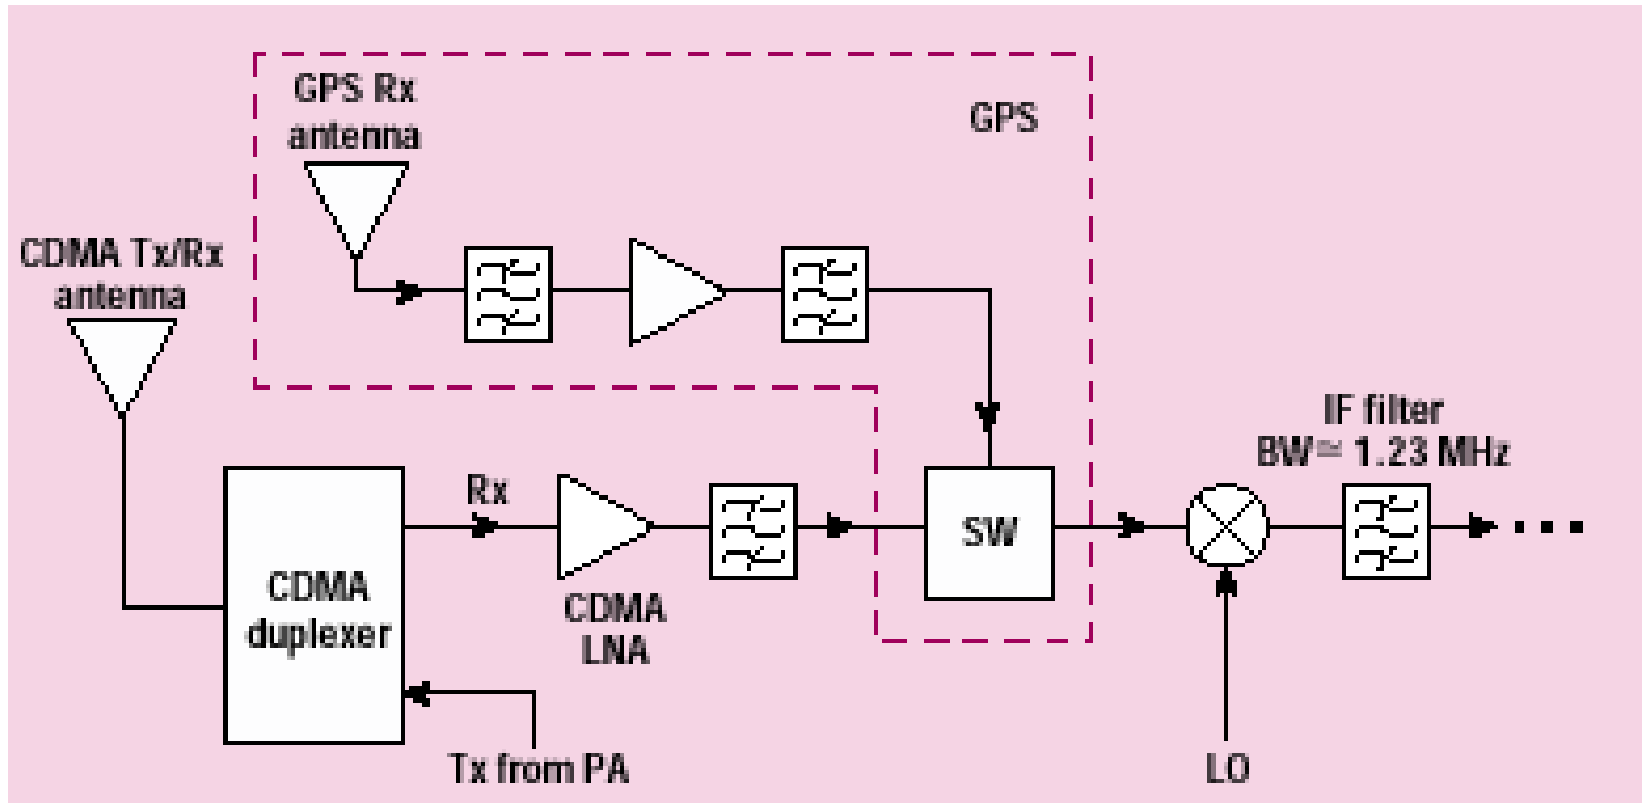 GPS Rx
antenna
GPS
CDMA Tx/Rx
antenna
IF filter
BW ≃ 1.23 MHz
Rx
SW
CDMA
duplexer
CDMA
LNA
Tx from PA
LO